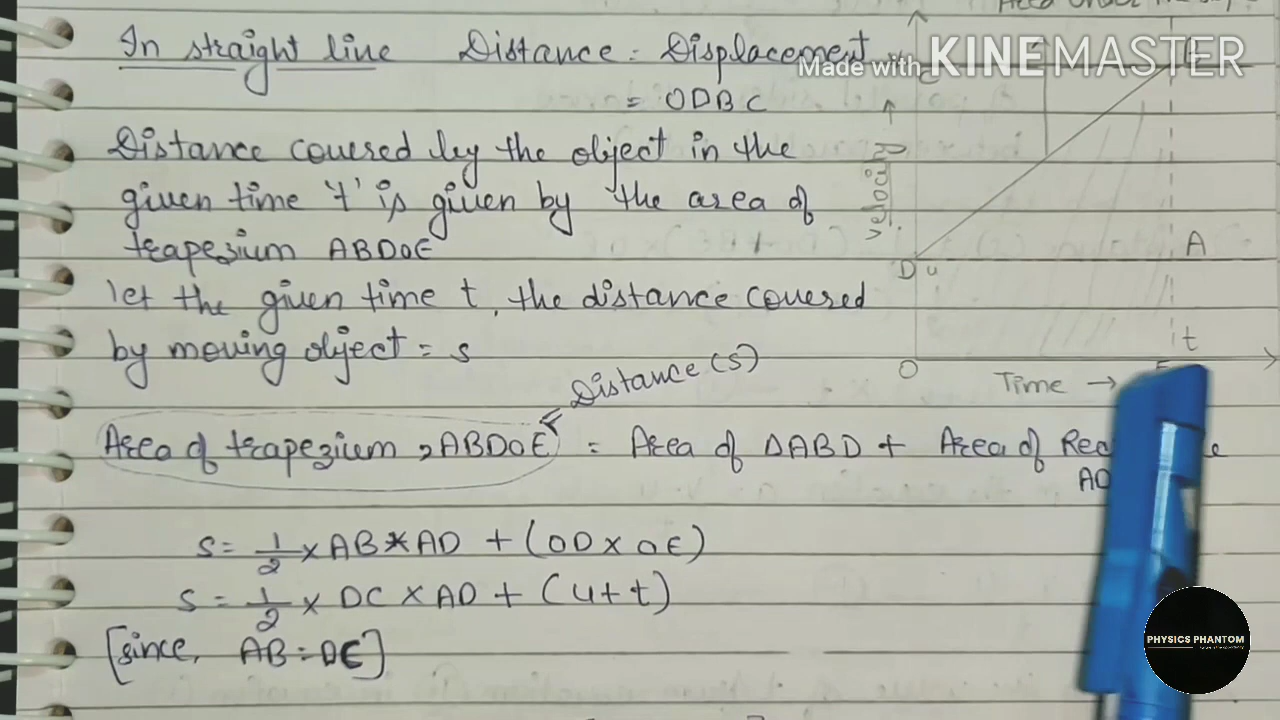 In straight line Distance = Displacement
= ODBC
Made with KINEMASTER
Distance covered by the object in the
given time 't' is given by the area of
trapezium ABDOE
let the given time t, the distance covered
by moving object = s
Distance (s)
Area of trapezium, ABDOE = Area of ΔABD + Area of
s = 1/2 × AB × AD + (OD × OE)
s = 1/2 × DC × AD + (u+t)
[since, AB = DE]
velocity
D u
A
t
O
Time →
PHYSICS PHANTOM